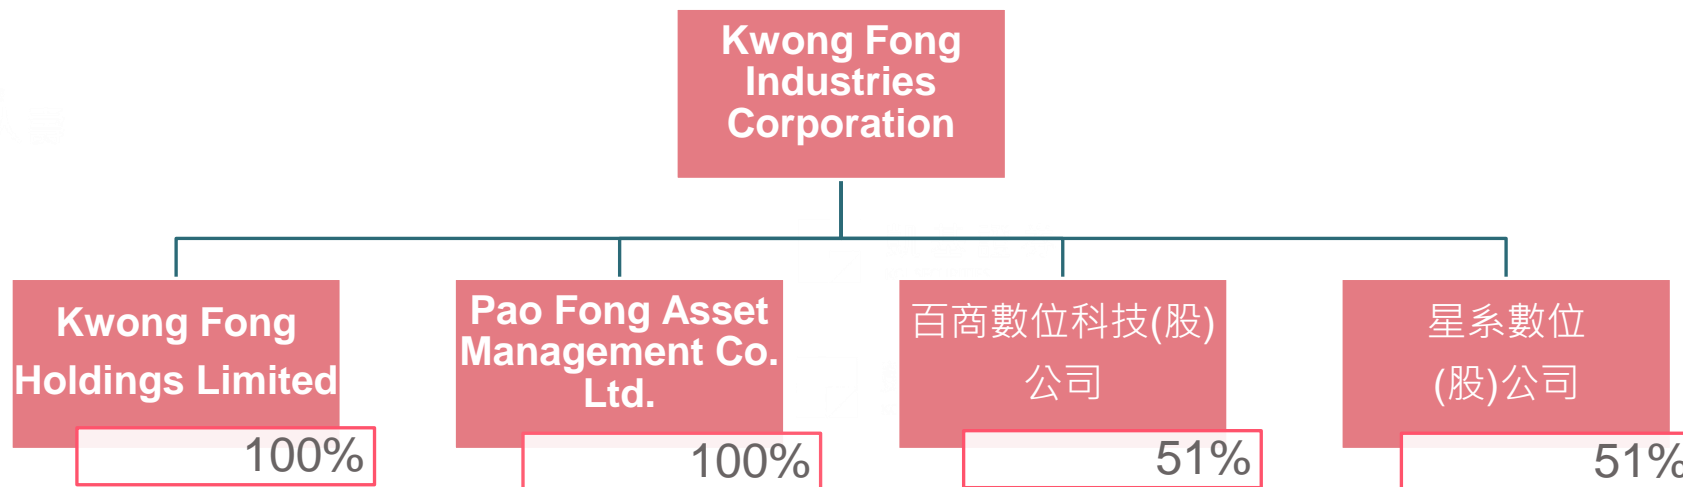 Kwong Fong
Industries
Corporation
Kwong Fong
Holdings Limited
100%
Pao Fong Asset
Management Co.
Ltd.
100%
百商數位科技(股)
公司
51%
星系數位
(股)公司
51%